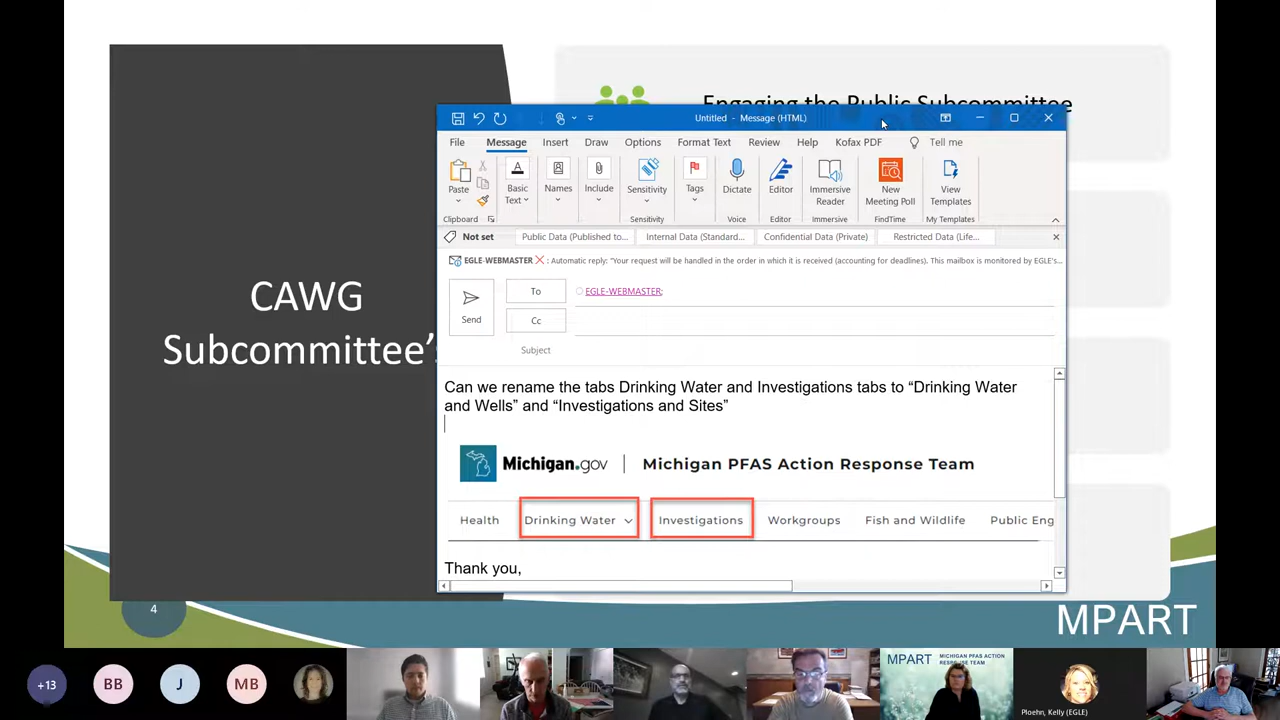 Engaging the Public Subcommittee
CAWG
Subcommittee's
4
MPART
Untitled - Message (HTML)
File Message Insert Draw Options Format Text Review Help Kofax PDF Tell me
Paste
Basic Text
Names
Include
Sensitivity
Tags
Dictate
Editor
Immersive Reader
New Meeting Poll
View Templates
Clipboard Sensitivity Voice Editor Immersive FindTime My Templates
Not set Public Data (Published to... Internal Data (Standard... Confidential Data (Private) Restricted Data (Life...
EGLE-WEBMASTER : Automatic reply: "Your request will be handled in the order in which it is received (accounting for deadlines). This mailbox is monitored by EGLE's...
Send
To EGLE-WEBMASTER;
Cc
Subject
Can we rename the tabs Drinking Water and Investigations tabs to “Drinking Water
and Wells” and “Investigations and Sites”
Michigan.gov | Michigan PFAS Action Response Team
Health Drinking Water Investigations Workgroups Fish and Wildlife Public Eng
Thank you,
+13 BB J MB
MPART MICHIGAN PFAS ACTION
RESPONSE TEAM
Ploehn, Kelly (EGLE)